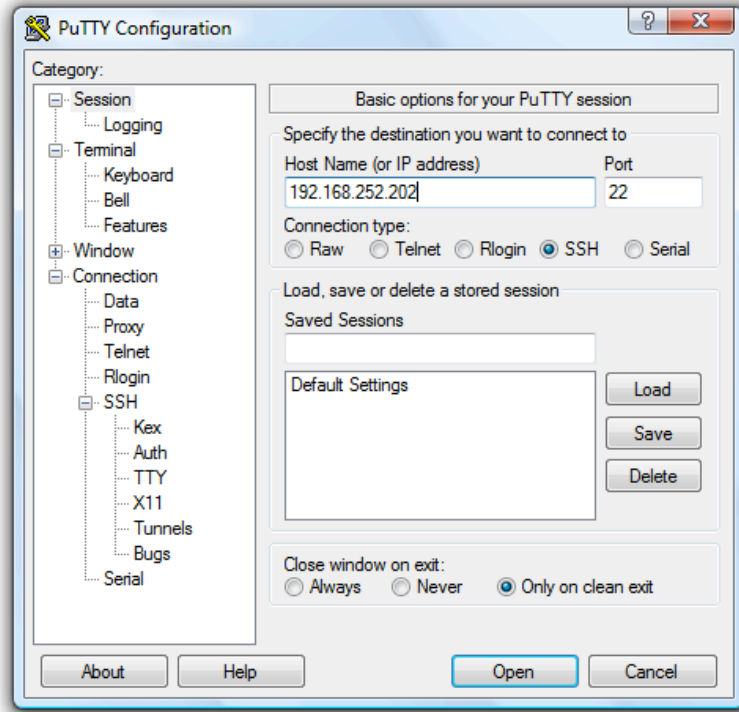 PuTTY Configuration
Category:
Session
Logging
Terminal
Keyboard
Bell
Features
Window
Connection
Data
Proxy
Telnet
Rlogin
SSH
Kex
Auth
TTY
X11
Tunnels
Bugs
Serial
Basic options for your PuTTY session
Specify the destination you want to connect to
Host Name (or IP address) Port
192.168.252.202 22
Connection type:
Raw Telnet Rlogin SSH Serial
Load, save or delete a stored session
Saved Sessions
Default Settings
Load
Save
Delete
Close window on exit:
Always Never Only on clean exit
About Help Open Cancel